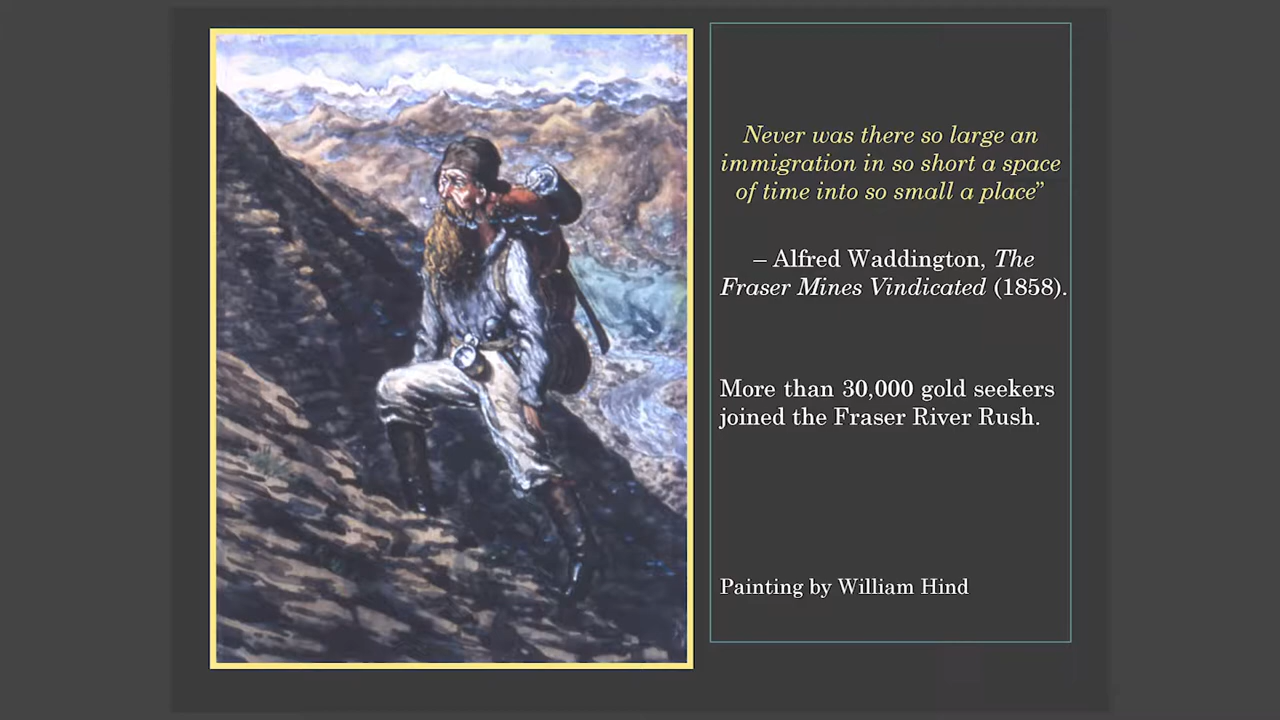 Never was there so large an
immigration in so short a space
of time into so small a place”
– Alfred Waddington, The
Fraser Mines Vindicated (1858).
More than 30,000 gold seekers
joined the Fraser River Rush.
Painting by William Hind